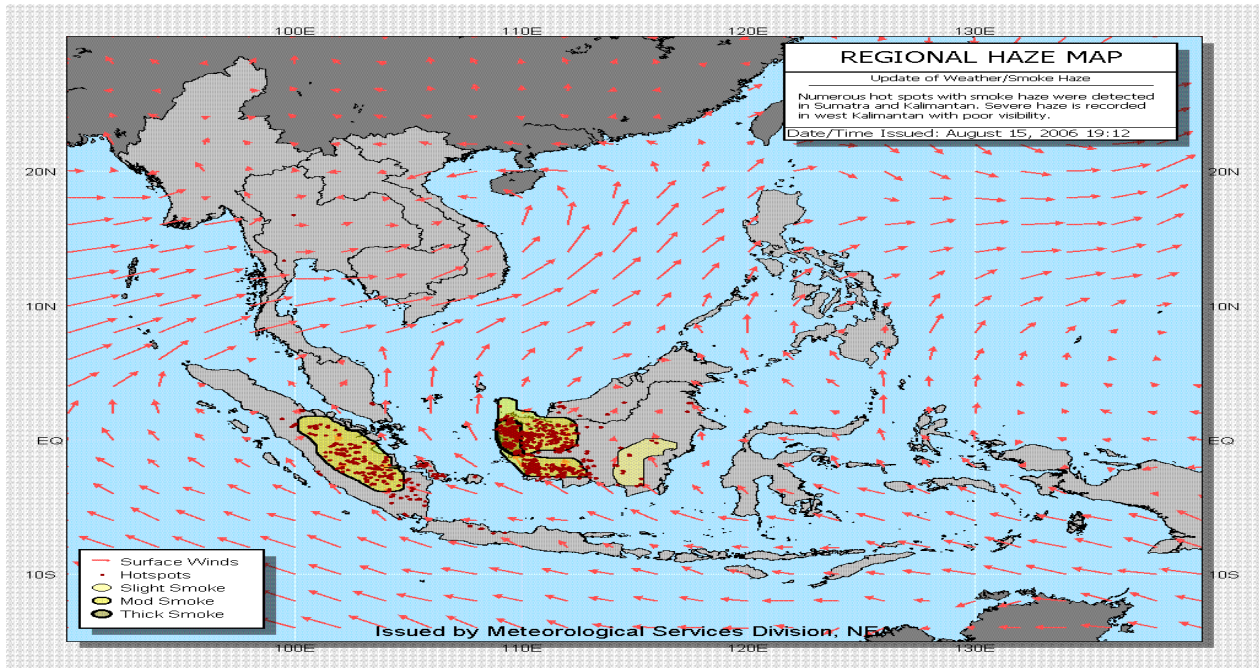 100E 110E 120E 130E
REGIONAL HAZE MAP
Update of Weather/Smoke Haze
Numerous hot spots with smoke haze were detected
in Sumatra and Kalimantan. Severe haze is recorded
in west Kalimantan with poor visibility.
Date/Time Issued: August 15, 2006 19:12
20N 20N
10N 10N
EQ EQ
10S 10S
Surface Winds
Hotspots
Slight Smoke
Mod Smoke
Thick Smoke
Issued by Meteorological Services Division, NEA
100E 110E 120E 130E